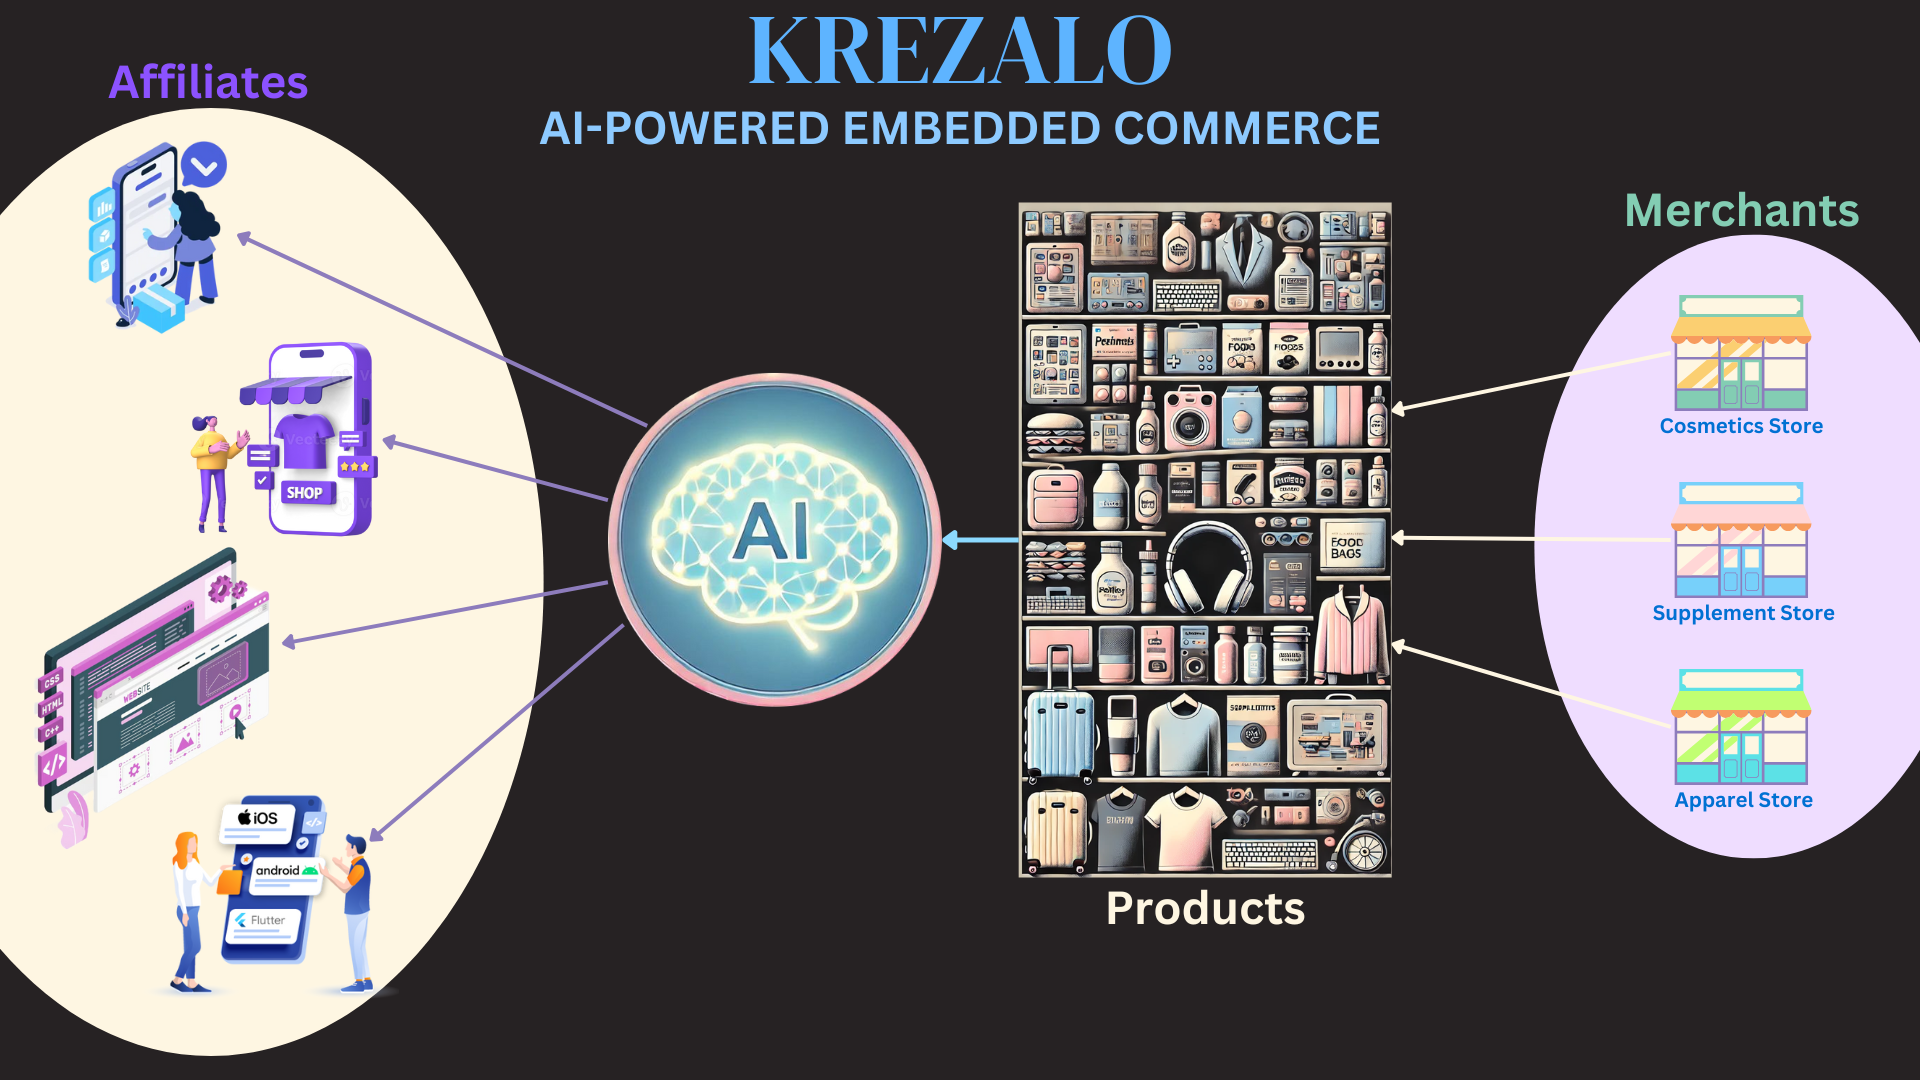 KREZALO
AI-POWERED EMBEDDED COMMERCE
Affiliates
Merchants
SHOP
CSS
HTML
C++
</>
WEBSITE
iOS
</>
android
Flutter
AI
FOOD
BAGS
Products
Cosmetics Store
Supplement Store
Apparel Store